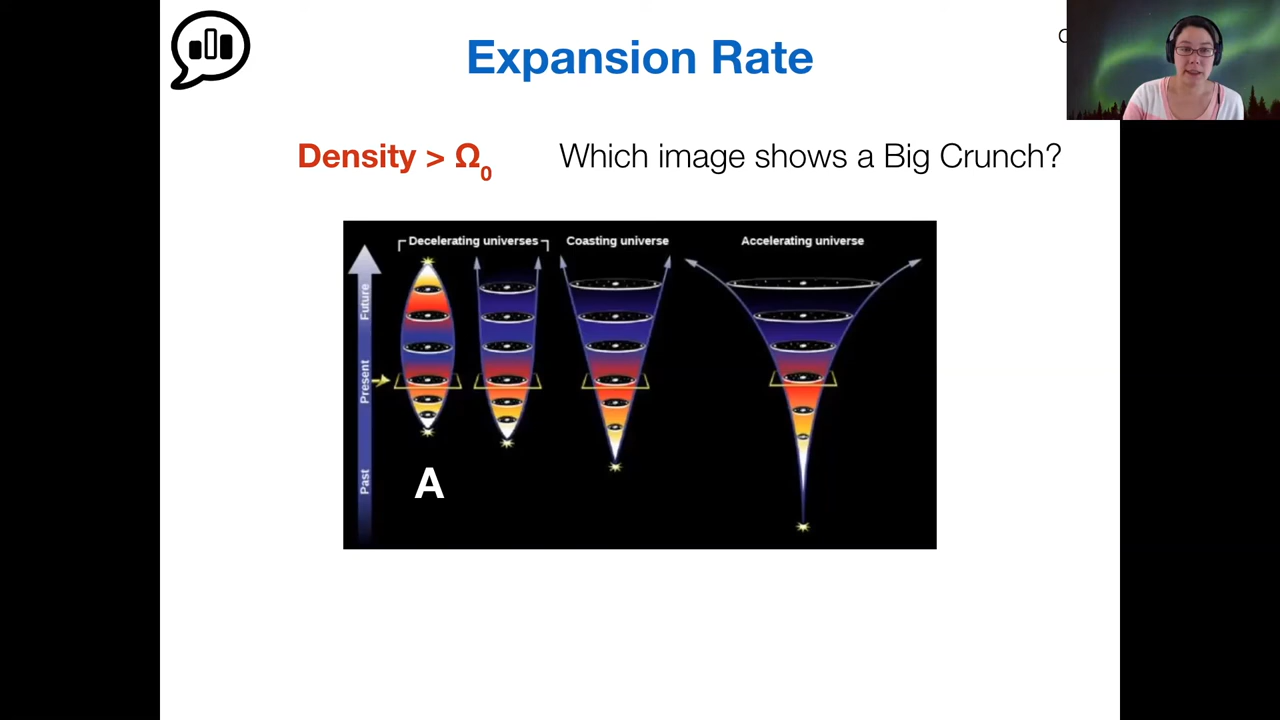 Expansion Rate
Density > Ω₀
Which image shows a Big Crunch?
Decelerating universes
Coasting universe
Accelerating universe
Future
Present
Past
A